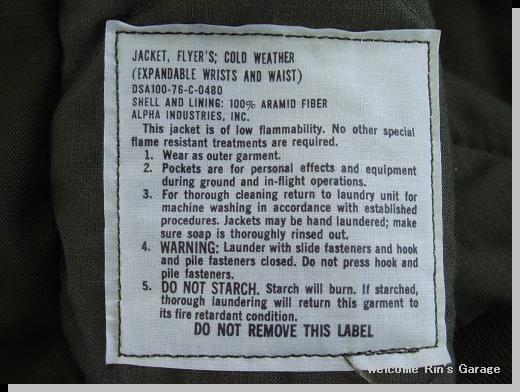 JACKET, FLYER'S; COLD WEATHER
(EXPANDABLE WRISTS AND WAIST)
DSA100-76-C-0480
SHELL AND LINING: 100% ARAMID FIBER
ALPHA INDUSTRIES, INC.
This jacket is of low flammability. No other special
flame resistant treatments are required.
1. Wear as outer garment.
2. Pockets are for personal effects and equipment
during ground and in-flight operations.
3. For thorough cleaning return to laundry unit for
machine washing in accordance with established
procedures. Jackets may be hand laundered; make
sure soap is thoroughly rinsed out.
4. WARNING: Launder with slide fasteners and hook
and pile fasteners closed. Do not press hook and
pile fasteners.
5. DO NOT STARCH. Starch will burn. If starched,
thorough laundering will return this garment to
its fire retardant condition.
DO NOT REMOVE THIS LABEL
welcome Rin's Garage